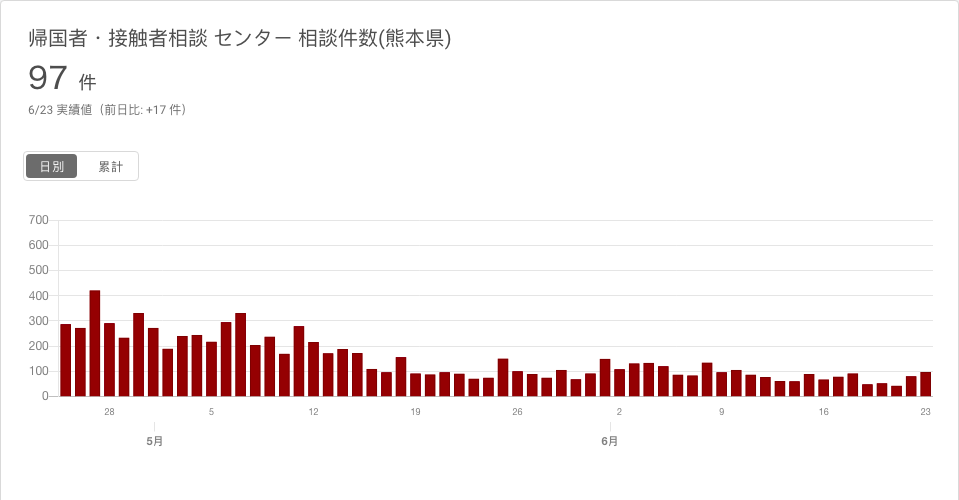 帰国者・接触者相談 センター 相談件数(熊本県)
97 件
6/23 実績値（前日比: +17 件）
日別 累計
700
600
500
400
300
200
100
0
28 5 12 19 26 2 9 16 23
5月 6月